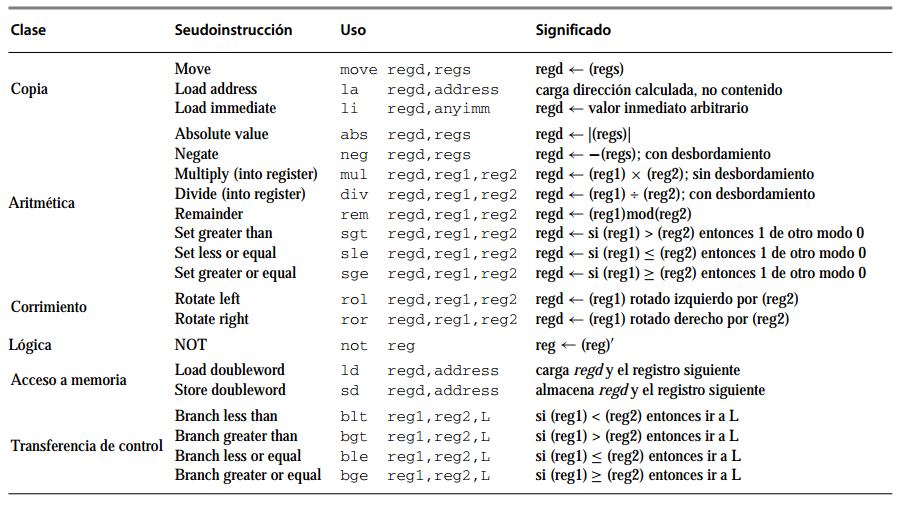 Clase Seudoinstrucción Uso Significado
Copia
Move move regd,regs regd ← (regs)
Load address la regd,address carga dirección calculada, no contenido
Load immediate li regd,anyimm regd ← valor inmediato arbitrario
Aritmética
Absolute value abs regd,regs regd ← |(regs)|
Negate neg regd,regs regd ← −(regs); con desbordamiento
Multiply (into register) mul regd,reg1,reg2 regd ← (reg1) × (reg2); sin desbordamiento
Divide (into register) div regd,reg1,reg2 regd ← (reg1) ÷ (reg2); con desbordamiento
Remainder rem regd,reg1,reg2 regd ← (reg1)mod(reg2)
Set greater than sgt regd,reg1,reg2 regd ← si (reg1) > (reg2) entonces 1 de otro modo 0
Set less or equal sle regd,reg1,reg2 regd ← si (reg1) ≤ (reg2) entonces 1 de otro modo 0
Set greater or equal sge regd,reg1,reg2 regd ← si (reg1) ≥ (reg2) entonces 1 de otro modo 0
Corrimiento
Rotate left rol regd,reg1,reg2 regd ← (reg1) rotado izquierdo por (reg2)
Rotate right ror regd,reg1,reg2 regd ← (reg1) rotado derecho por (reg2)
Lógica NOT not reg reg ← (reg)′
Acceso a memoria
Load doubleword ld regd,address carga regd y el registro siguiente
Store doubleword sd regd,address almacena regd y el registro siguiente
Transferencia de control
Branch less than blt reg1,reg2,L si (reg1) < (reg2) entonces ir a L
Branch greater than bgt reg1,reg2,L si (reg1) > (reg2) entonces ir a L
Branch less or equal ble reg1,reg2,L si (reg1) ≤ (reg2) entonces ir a L
Branch greater or equal bge reg1,reg2,L si (reg1) ≥ (reg2) entonces ir a L